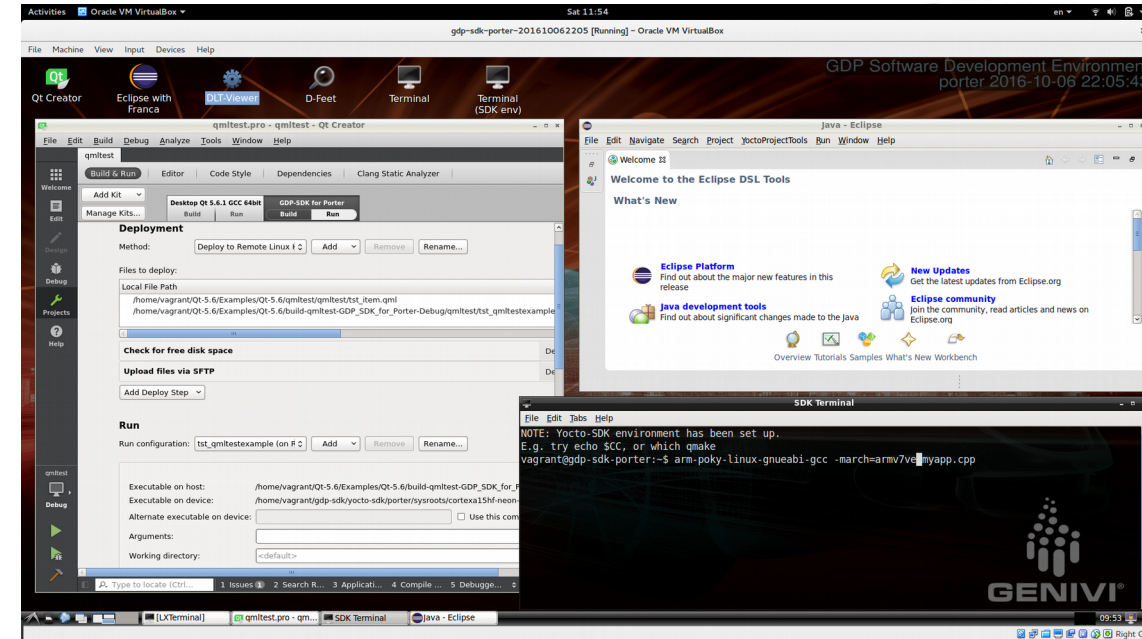 Activities Oracle VM VirtualBox Sat 11:54 en
gdp-sdk-porter-201610062205 [Running] - Oracle VM VirtualBox
File Machine View Input Devices Help
GDP Software Development Environmen
porter 2016-10-06 22:05:43
Qt Creator
Eclipse with Franca
DLT-Viewer
D-Feet
Terminal
Terminal (SDK env)
qmltest.pro - qmltest - Qt Creator
File Edit Build Debug Analyze Tools Window Help
qmltest
Build & Run Editor Code Style Dependencies Clang Static Analyzer
Add Kit
Manage Kits...
Desktop Qt 5.6.1 GCC 64bit
Build Run
GDP-SDK for Porter
Build Run
Welcome
Edit
Design
Debug
Projects
Help
qmltest
Debug
Deployment
Method: Deploy to Remote Linux Add Remove Rename...
Files to deploy:
Local File Path
/home/vagrant/Qt-5.6/Examples/Qt-5.6/qmltest/qmltest/tst_item.qml
/home/vagrant/Qt-5.6/Examples/Qt-5.6/build-qmltest-GDP_SDK_for_Porter-Debug/qmltest/tst_qmltestexample
Check for free disk space De
Upload files via SFTP De
Add Deploy Step
Run
Run configuration: tst_qmltestexample (on R Add Remove Rename...
Executable on host: /home/vagrant/Qt-5.6/Examples/Qt-5.6/build-qmltest-GDP_SDK_for_P
Executable on device: /home/vagrant/gdp-sdk/yocto-sdk/porter/sysroots/cortexa15hf-neon-
Alternate executable on device: Use this com
Arguments:
Working directory: <default>
Type to locate (Ctrl... 1 Issues 1 2 Search R... 3 Applicati... 4 Compile ... 5 Debugge...
Java - Eclipse
File Edit Navigate Search Project YoctoProjectTools Run Window Help
Welcome
Welcome to the Eclipse DSL Tools
What's New
Eclipse Platform
Find out about the major new features in this
release
New Updates
Get the latest updates from Eclipse.org
Java development tools
Find out about significant changes made to the Java
Eclipse community
Join the community, read articles and news on
Eclipse.org
Overview Tutorials Samples What's New Workbench
SDK Terminal
File Edit Tabs Help
NOTE: Yocto-SDK environment has been set up.
E.g. try echo $CC, or which qmake
vagrant@gdp-sdk-porter:~$ arm-poky-linux-gnueabi-gcc -march=armv7ve myapp.cpp
GENIVI®
[LXTerminal] qmltest.pro - qm... SDK Terminal Java - Eclipse 09:53
Right C